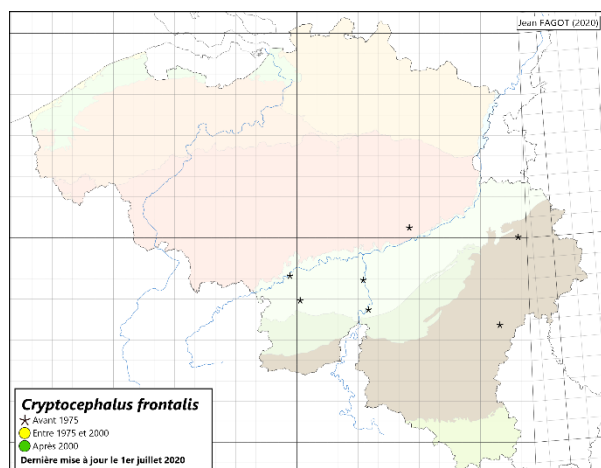 Jean FAGOT (2020)
Cryptocephalus frontalis
Avant 1975
Entre 1975 et 2000
Après 2000
Dernière mise à jour le 1er juillet 2020